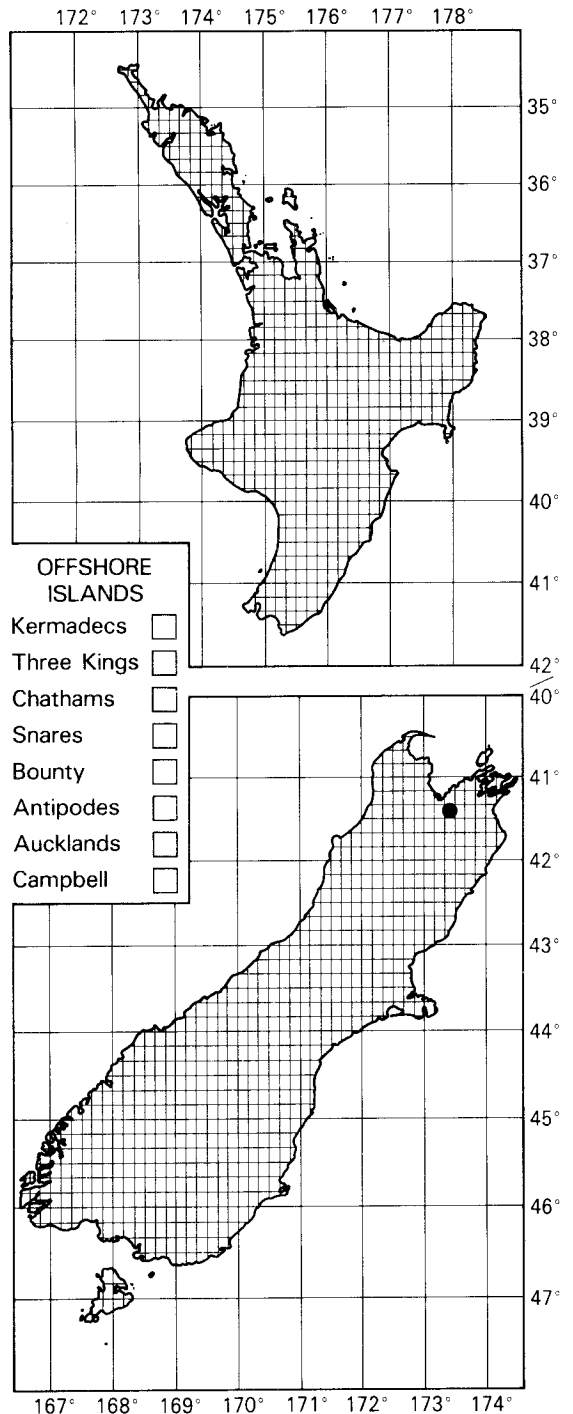 172° 173° 174° 175° 176° 177° 178°
35°
36°
37°
38°
39°
40°
41°
42°
OFFSHORE
ISLANDS
Kermadecs
Three Kings
Chathams
Snares
Bounty
Antipodes
Aucklands
Campbell
40°
41°
42°
43°
44°
45°
46°
47°
167° 168° 169° 170° 171° 172° 173° 174°